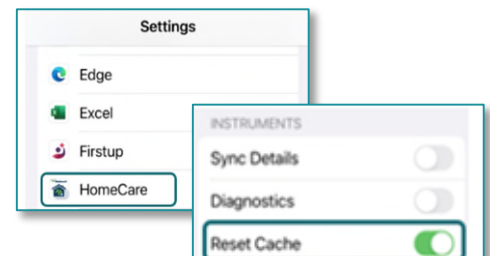 Settings
Edge
Excel
Firstup
HomeCare
INSTRUMENTS
Sync Details
Diagnostics
Reset Cache